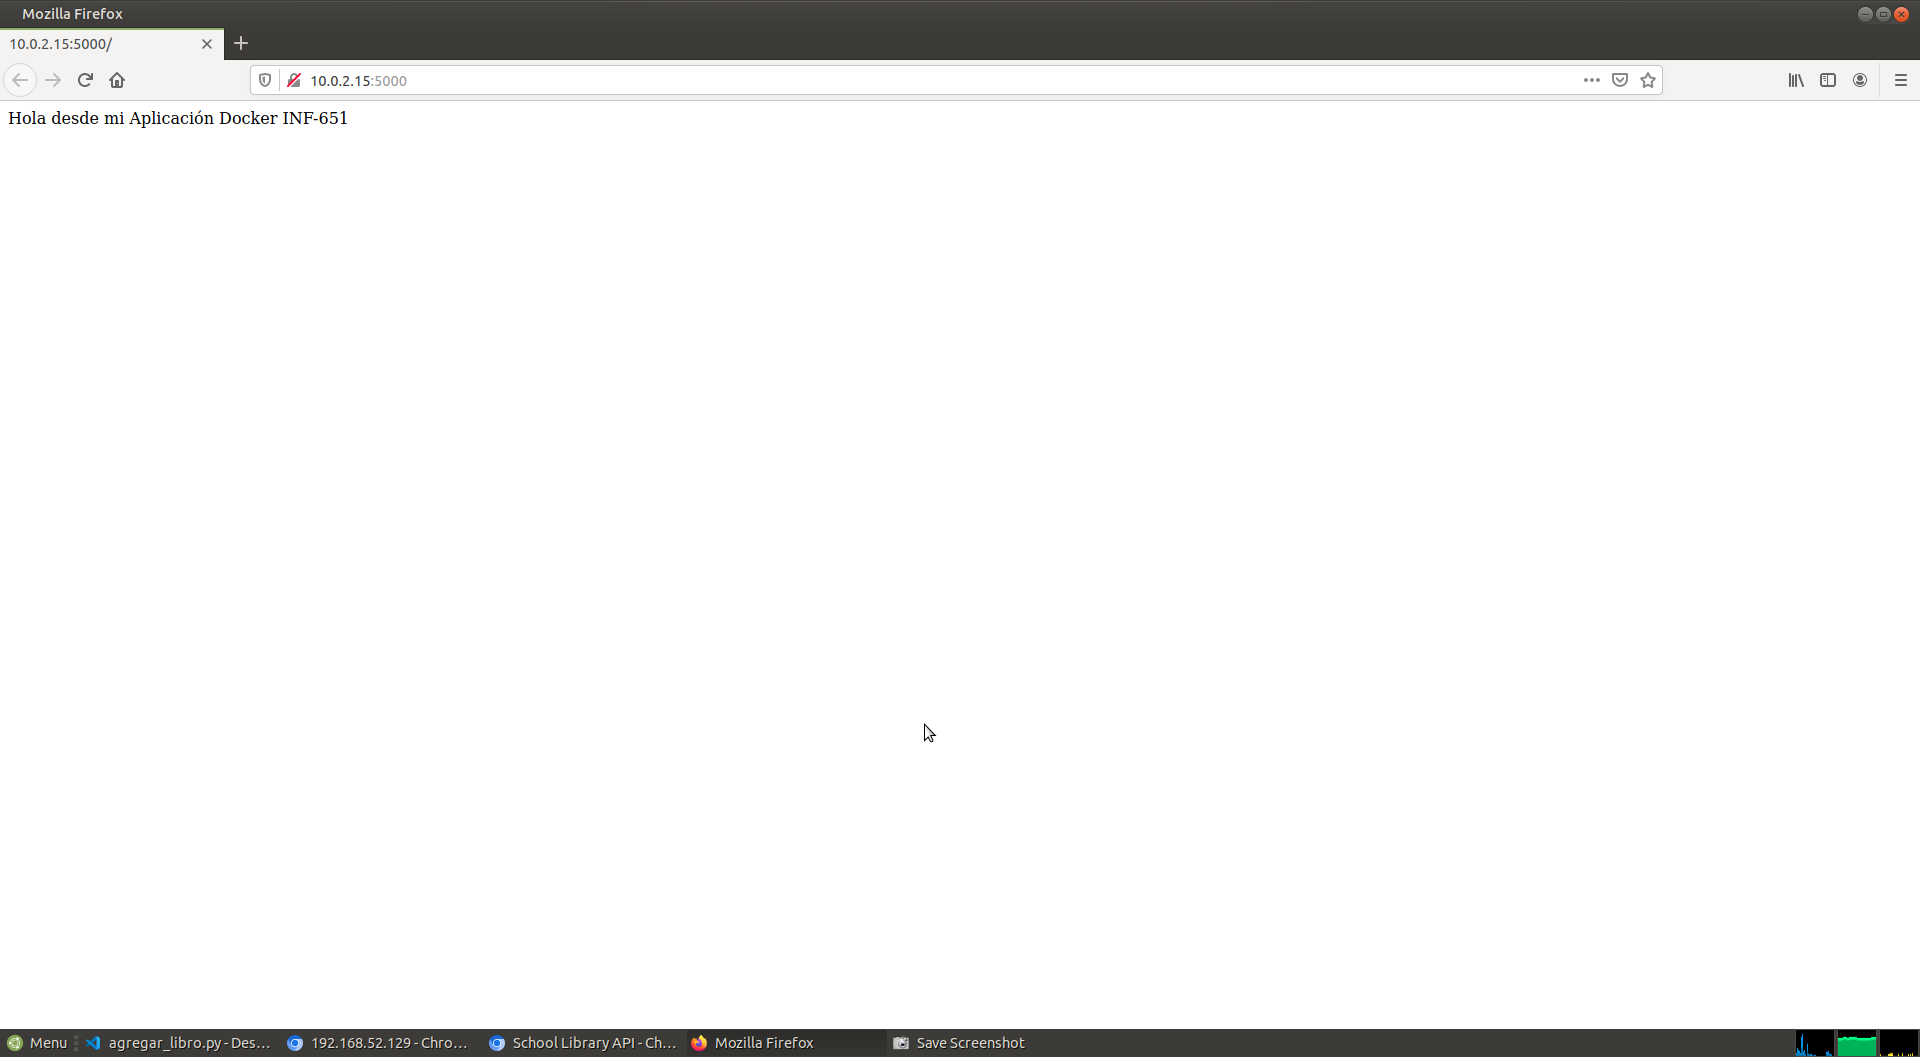 Mozilla Firefox
10.0.2.15:5000/
10.0.2.15:5000
Hola desde mi Aplicación Docker INF-651
Menu
agregar_libro.py - Des...
192.168.52.129 - Chro...
School Library API - Ch...
Mozilla Firefox
Save Screenshot